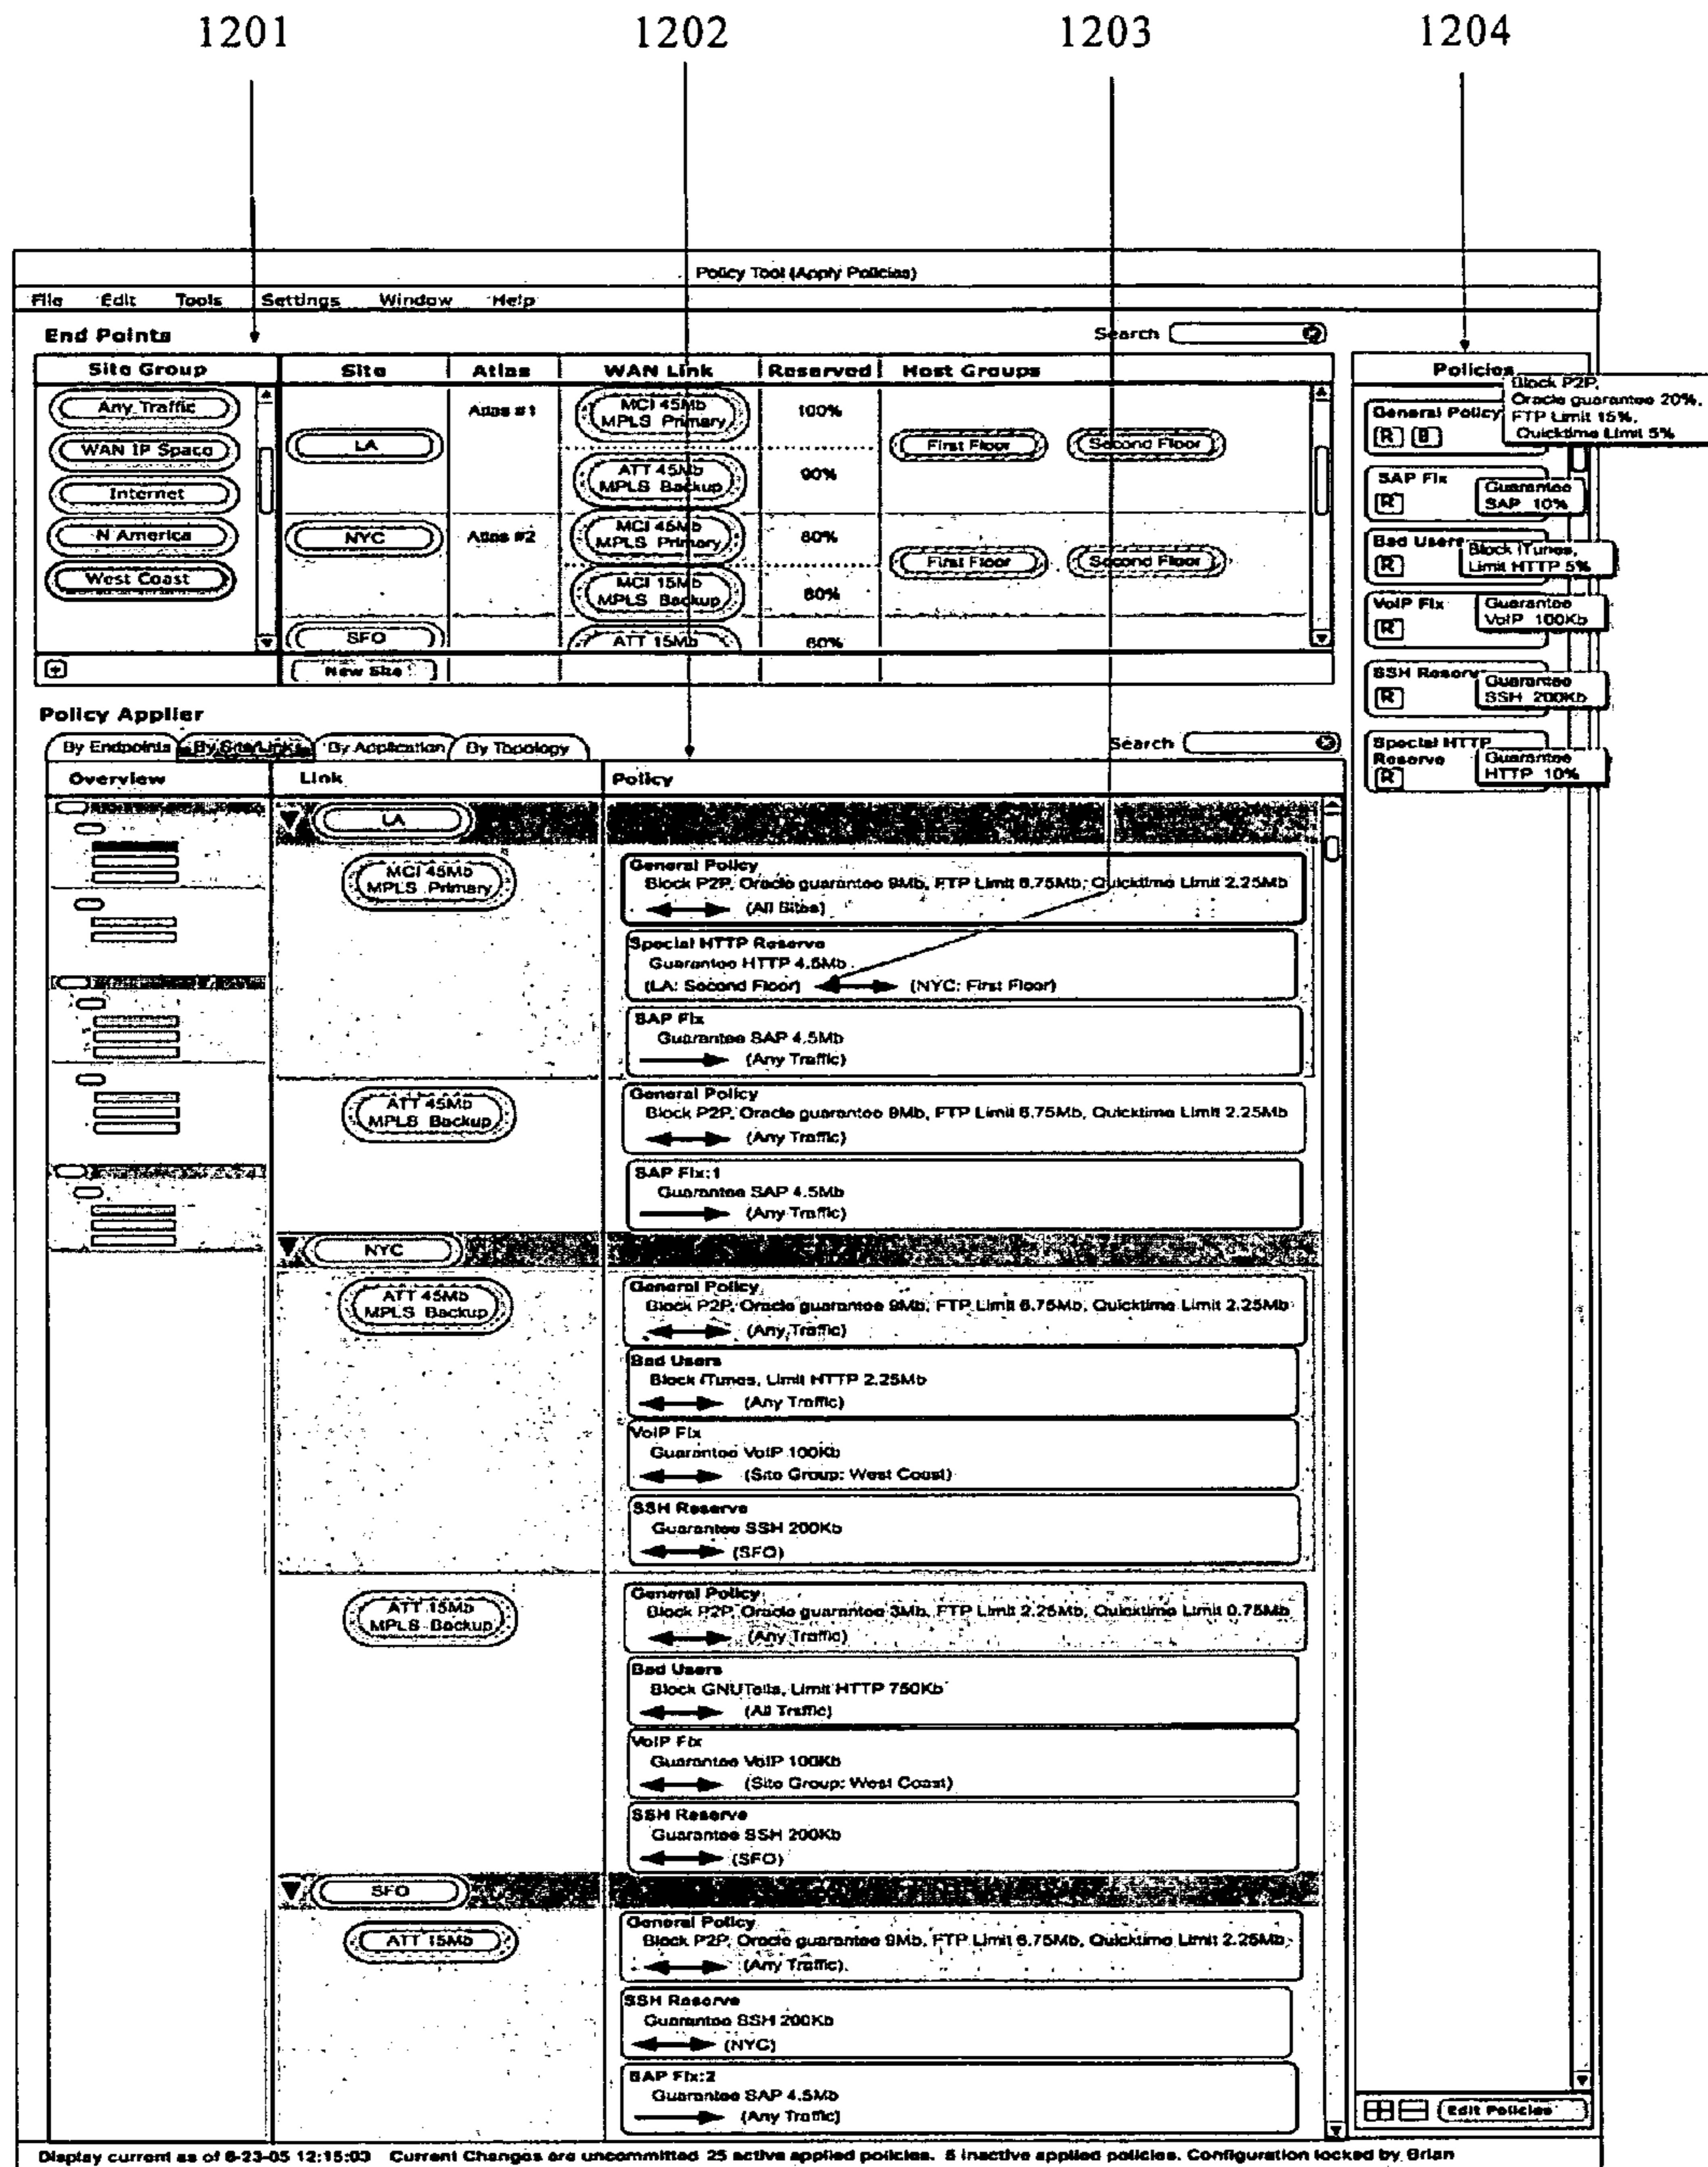 1201 1202 1203 1204
Policy Tool (Apply Policies)
File Edit Tools Settings Window Help
End Points
Search
Site Group Site Atlas WAN Link Reserved Host Groups
Any Traffic
WAN IP Space
Internet
N America
West Coast
LA
Atlas #1
MCI 45Mb
MPLS Primary
100%
ATT 45Mb
MPLS Backup
90%
First Floor Second Floor
NYC
Atlas #2
MCI 45Mb
MPLS Primary
80%
MCI 15Mb
MPLS Backup
80%
First Floor Second Floor
SFO
ATT 15Mb
60%
New Site
Policies
General Policy
R B
Block P2P,
Oracle guarantee 20%,
FTP Limit 15%,
Quicktime Limit 5%
SAP Fix
R
Guarantee
SAP 10%
Bad Users
R
Block iTunes,
Limit HTTP 5%
VoIP Fix
R
Guarantee
VoIP 100Kb
SSH Reserve
R
Guarantee
SSH 200Kb
Special HTTP
Reserve
R
Guarantee
HTTP 10%
Policy Applier
By Endpoints By Site/Links By Application By Topology
Search
Overview Link Policy
LA
MCI 45Mb
MPLS Primary
General Policy
Block P2P, Oracle guarantee 9Mb, FTP Limit 6.75Mb, Quicktime Limit 2.25Mb
(All Sites)
Special HTTP Reserve
Guarantee HTTP 4.5Mb
(LA: Second Floor) (NYC: First Floor)
SAP Fix
Guarantee SAP 4.5Mb
(Any Traffic)
ATT 45Mb
MPLS Backup
General Policy
Block P2P, Oracle guarantee 9Mb, FTP Limit 6.75Mb, Quicktime Limit 2.25Mb
(Any Traffic)
SAP Fix:1
Guarantee SAP 4.5Mb
(Any Traffic)
NYC
ATT 45Mb
MPLS Backup
General Policy
Block P2P, Oracle guarantee 9Mb, FTP Limit 6.75Mb, Quicktime Limit 2.25Mb
(Any Traffic)
Bad Users
Block iTunes, Limit HTTP 2.25Mb
(Any Traffic)
VoIP Fix
Guarantee VoIP 100Kb
(Site Group: West Coast)
SSH Reserve
Guarantee SSH 200Kb
(SFO)
ATT 15Mb
MPLS Backup
General Policy
Block P2P, Oracle guarantee 3Mb, FTP Limit 2.25Mb, Quicktime Limit 0.75Mb
(Any Traffic)
Bad Users
Block GNUTella, Limit HTTP 750Kb
(All Traffic)
VoIP Fix
Guarantee VoIP 100Kb
(Site Group: West Coast)
SSH Reserve
Guarantee SSH 200Kb
(SFO)
SFO
ATT 15Mb
General Policy
Block P2P, Oracle guarantee 9Mb, FTP Limit 6.75Mb, Quicktime Limit 2.25Mb
(Any Traffic)
SSH Reserve
Guarantee SSH 200Kb
(NYC)
SAP Fix:2
Guarantee SAP 4.5Mb
(Any Traffic)
Edit Policies
Display current as of 6-23-05 12:15:03 Current Changes are uncommitted 25 active applied policies. 5 inactive applied policies. Configuration locked by Brian